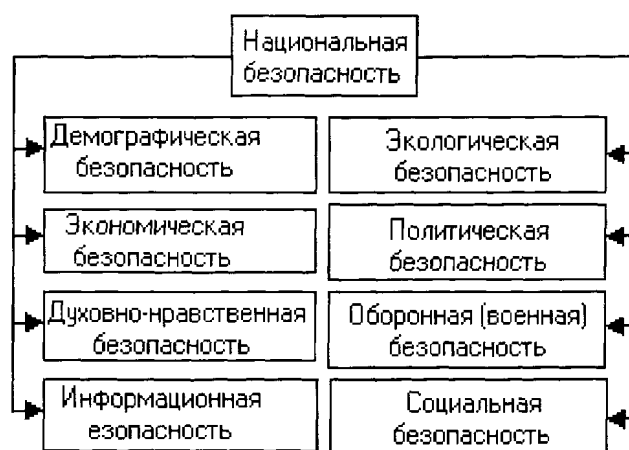 Национальная
безопасность
Демографическая
безопасность
Экологическая
безопасность
Экономическая
безопасность
Политическая
безопасность
Духовно-нравственная
безопасность
Оборонная (военная)
безопасность
Информационная
езопасность
Социальная
безопасность